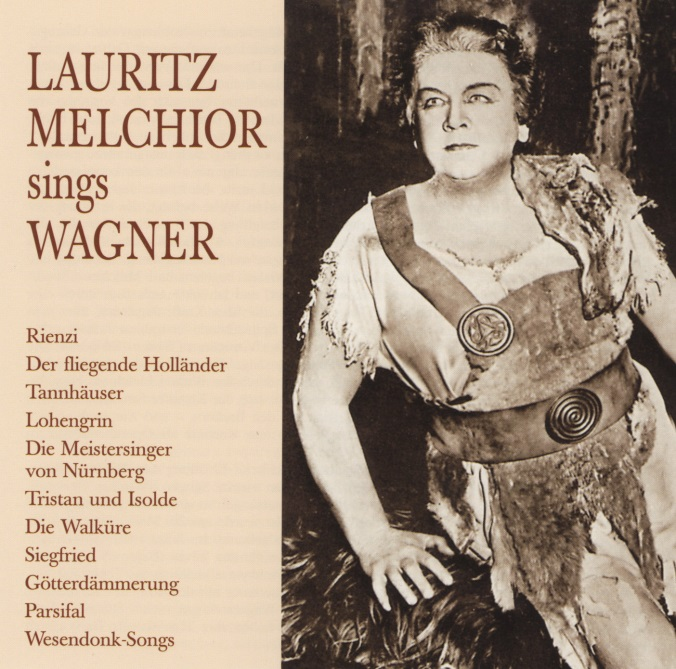 LAURITZ
MELCHIOR
sings
WAGNER
Rienzi
Der fliegende Holländer
Tannhäuser
Lohengrin
Die Meistersinger
von Nürnberg
Tristan und Isolde
Die Walküre
Siegfried
Götterdämmerung
Parsifal
Wesendonk-Songs